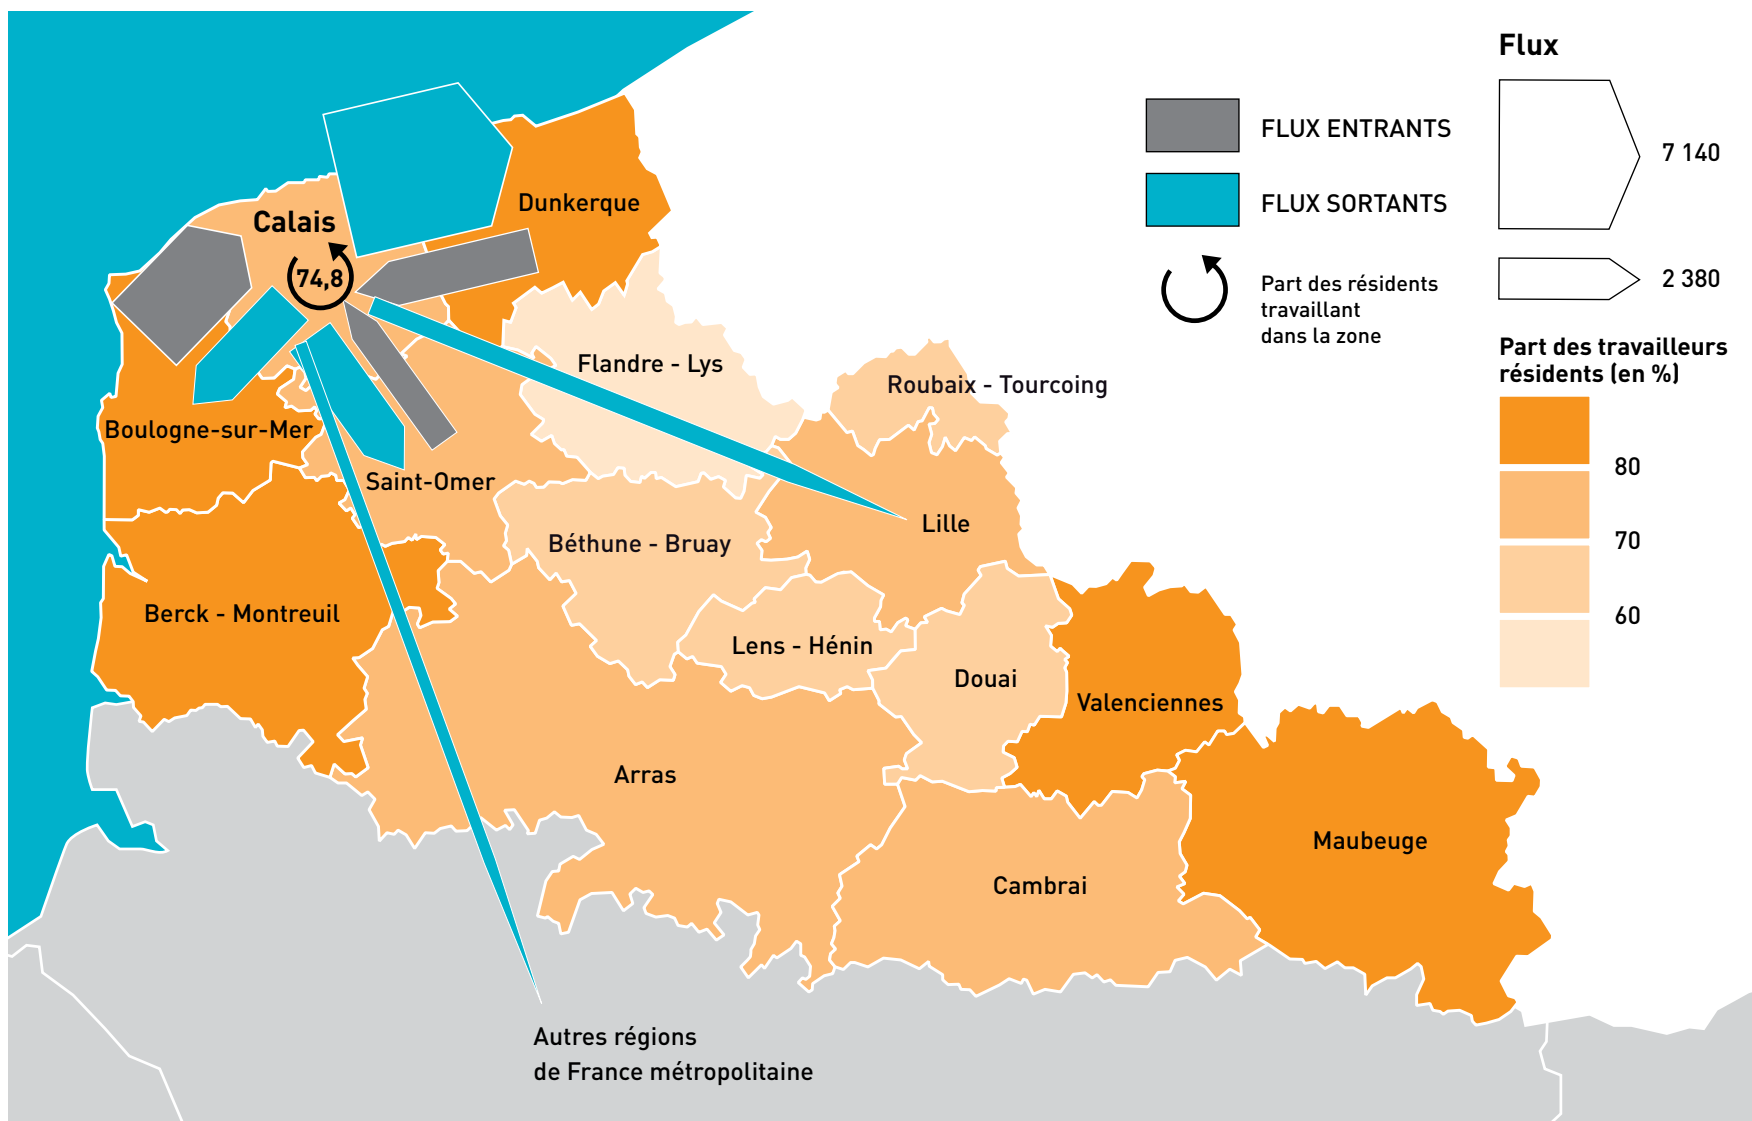 Flux
FLUX ENTRANTS
7 140
FLUX SORTANTS
2 380
Part des résidents
travaillant
dans la zone
Part des travailleurs
résidents (en %)
80
70
60
Dunkerque
Calais
74,8
Flandre - Lys
Roubaix - Tourcoing
Boulogne-sur-Mer
Saint-Omer
Lille
Béthune - Bruay
Berck - Montreuil
Lens - Hénin
Douai
Valenciennes
Arras
Maubeuge
Cambrai
Autres régions
de France métropolitaine